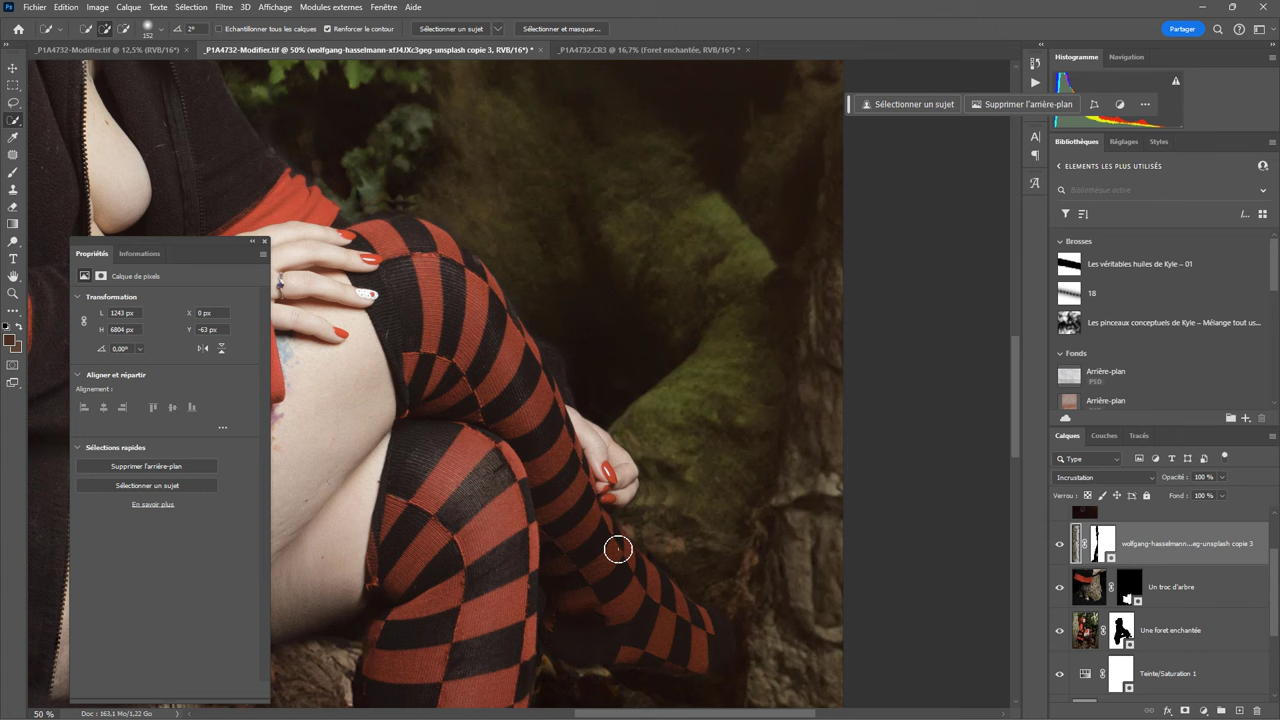 Fichier Edition Image Calque Texte Sélection Filtre 3D Affichage Modules externes Fenêtre Aide
152 2° Echantillonner tous les calques Renforcer le contour Sélectionner un sujet Sélectionner et masquer... Partager
_P1A4732-Modifier.tif @ 12,5% (RVB/16*) × _P1A4732-Modifier.tif @ 50% (wolfgang-hasselmann-xfJ4JXc3geg-unsplash copie 3, RVB/16*) * × _P1A4732.CR3 @ 16,7% (Foret enchantée, RVB/16*) * ×
Histogramme Navigation
Sélectionner un sujet Supprimer l'arrière-plan
Bibliothèques Réglages Styles
ELEMENTS LES PLUS UTILISÉS
Bibliothèque active
Brosses
Les véritables huiles de Kyle – 01
18
Les pinceaux conceptuels de Kyle – Mélange tout us...
Fonds
Arrière-plan
PSD
Arrière-plan
PSD
Propriétés Informations
Calque de pixels
Transformation
L 1243 px X 0 px
H 6804 px Y -63 px
0,00°
Aligner et répartir
Alignement :
Sélections rapides
Supprimer l'arrière-plan
Sélectionner un sujet
En savoir plus
Calques Couches Tracés
Type
Incrustation Opacité : 100 %
Verrou : Fond : 100 %
wolfgang-hasselmann...eg-unsplash copie 3
Un troc d'arbre
Une foret enchantée
Teinte/Saturation 1
50 % Doc : 163,1 Mo/1,22 Go